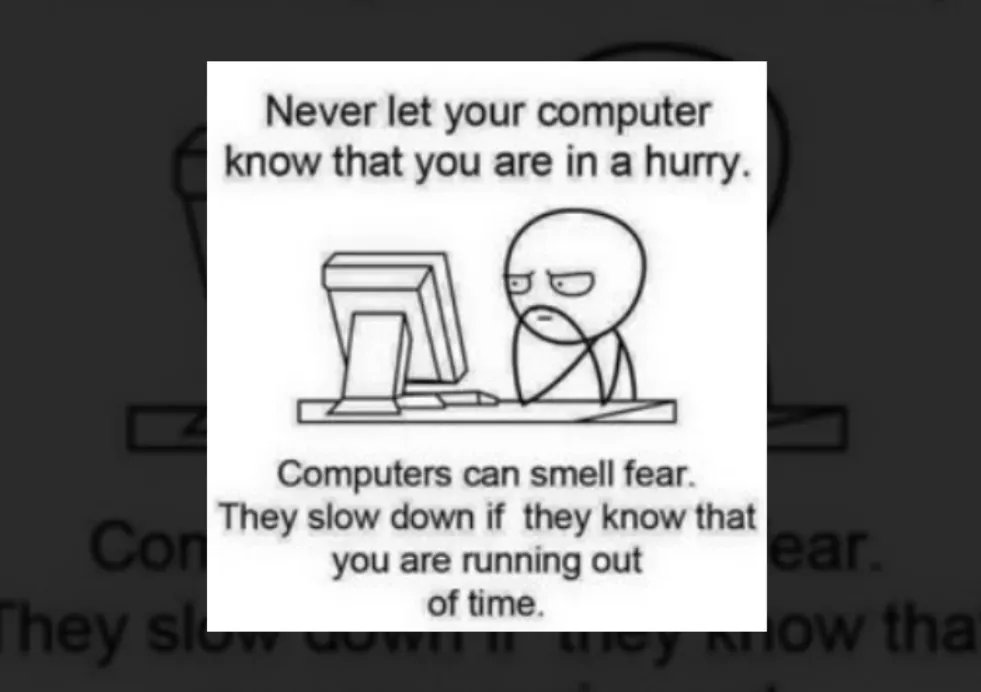 Never let your computer
know that you are in a hurry.
Computers can smell fear.
They slow down if they know that
you are running out
of time.